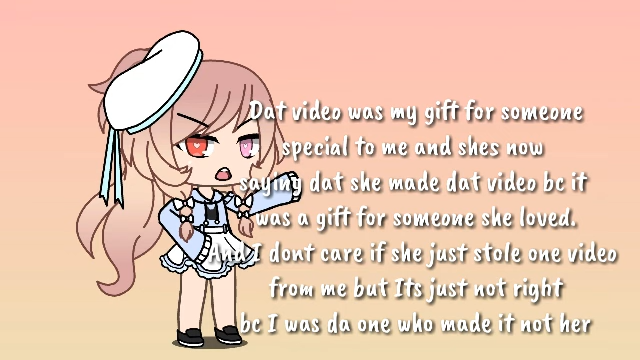 Dat video was my gift for someone
special to me and shes now
saying dat she made dat video bc it
was a gift for someone she loved.
And I dont care if she just stole one video
from me but Its just not right
bc I was da one who made it not her